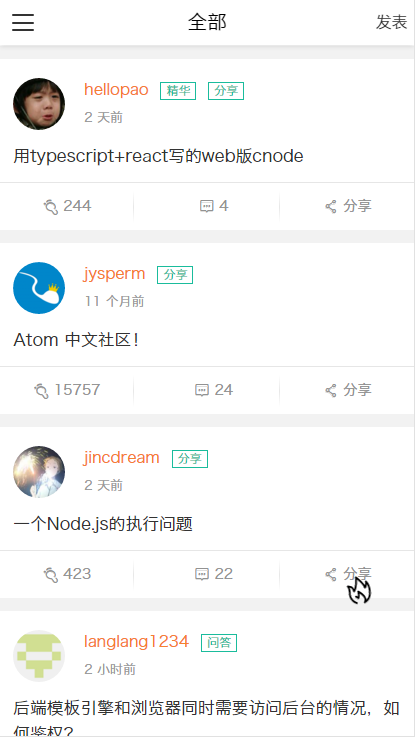 全部 发表
hellopao 精华 分享
2 天前
用typescript+react写的web版cnode
244 4 分享
jysperm 分享
11 个月前
Atom 中文社区!
15757 24 分享
jincdream 分享
2 天前
一个Node.js的执行问题
423 22 分享
langlang1234 问答
2 小时前
后端模板引擎和浏览器同时需要访问后台的情况，如
何鉴权?